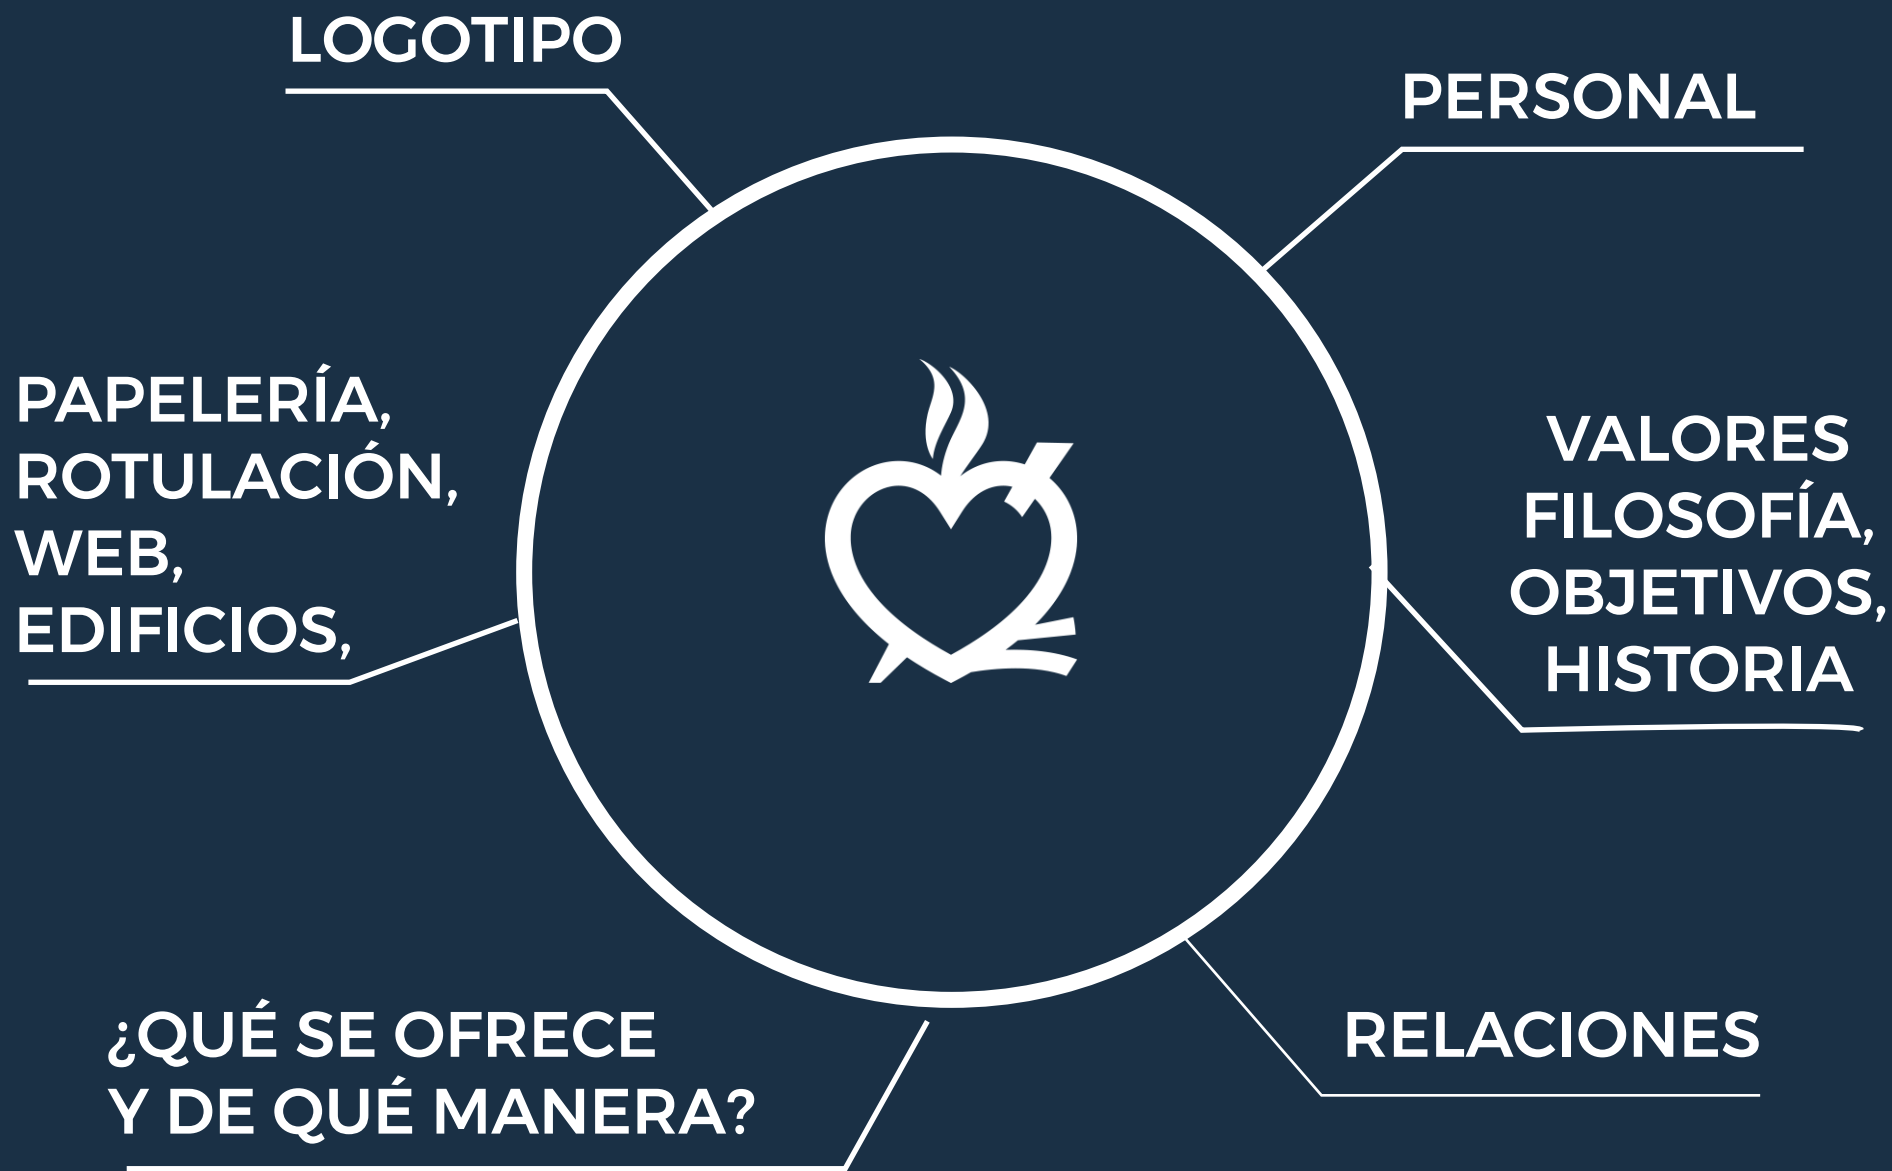 LOGOTIPO
PERSONAL
PAPELERÍA,
ROTULACIÓN,
WEB,
EDIFICIOS,
VALORES
FILOSOFÍA,
OBJETIVOS,
HISTORIA
¿QUÉ SE OFRECE
Y DE QUÉ MANERA?
RELACIONES